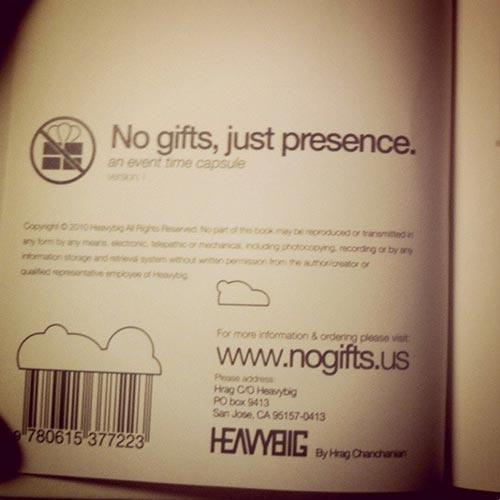 No gifts, just presence.
an event time capsule
version: 1
Copyright © 2010 Heavybig All Rights Reserved. No part of this book may be reproduced or transmitted in
any form by any means, electronic, telepathic or mechanical, including photocopying, recording or by any
information storage and retrieval system without written permission from the author/creator or
qualified representative employee of Heavybig.
For more information & ordering please visit:
www.nogifts.us
Please address:
Hrag C/O Heavybig
PO box 9413
San Jose, CA 95157-0413
HEAVYBIG By Hrag Chanchanian
9 780615 377223